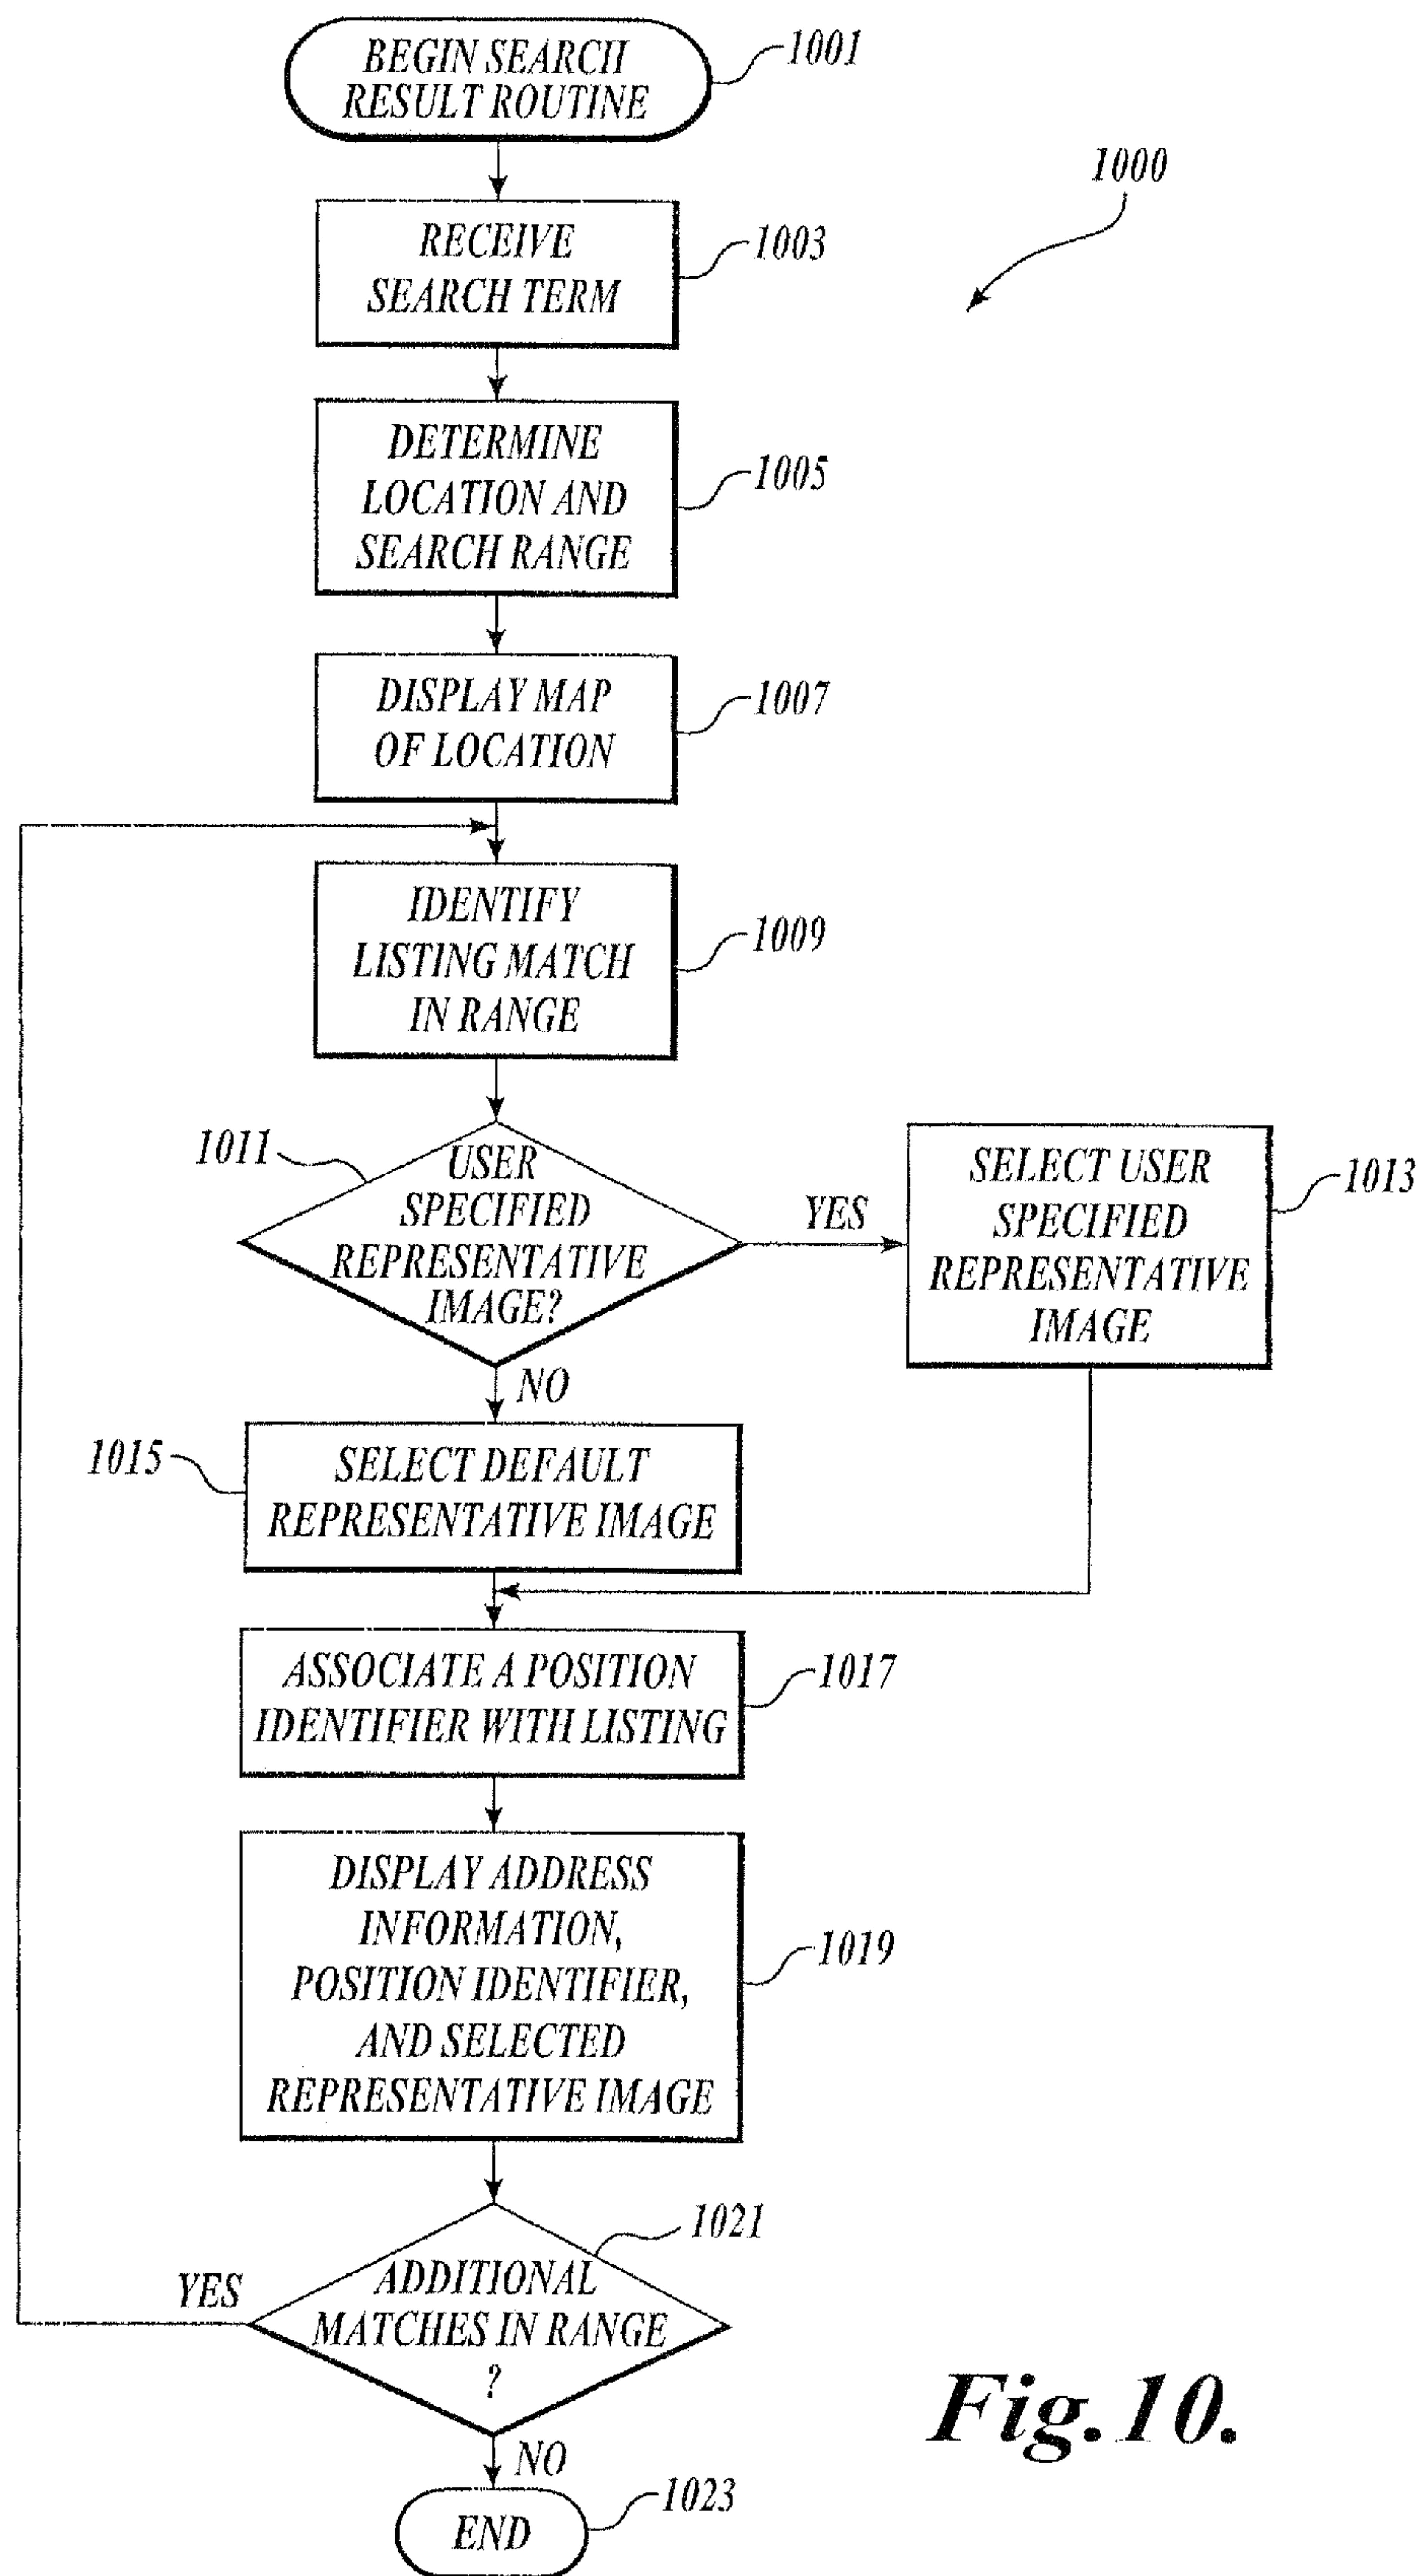 BEGIN SEARCH
RESULT ROUTINE
1001
1000
RECEIVE
SEARCH TERM
1003
DETERMINE
LOCATION AND
SEARCH RANGE
1005
DISPLAY MAP
OF LOCATION
1007
IDENTIFY
LISTING MATCH
IN RANGE
1009
1011
USER
SPECIFIED
REPRESENTATIVE
IMAGE?
YES
SELECT USER
SPECIFIED
REPRESENTATIVE
IMAGE
1013
NO
1015
SELECT DEFAULT
REPRESENTATIVE IMAGE
ASSOCIATE A POSITION
IDENTIFIER WITH LISTING
1017
DISPLAY ADDRESS
INFORMATION,
POSITION IDENTIFIER,
AND SELECTED
REPRESENTATIVE IMAGE
1019
1021
YES
ADDITIONAL
MATCHES IN RANGE
?
NO
END
1023
Fig. 10.